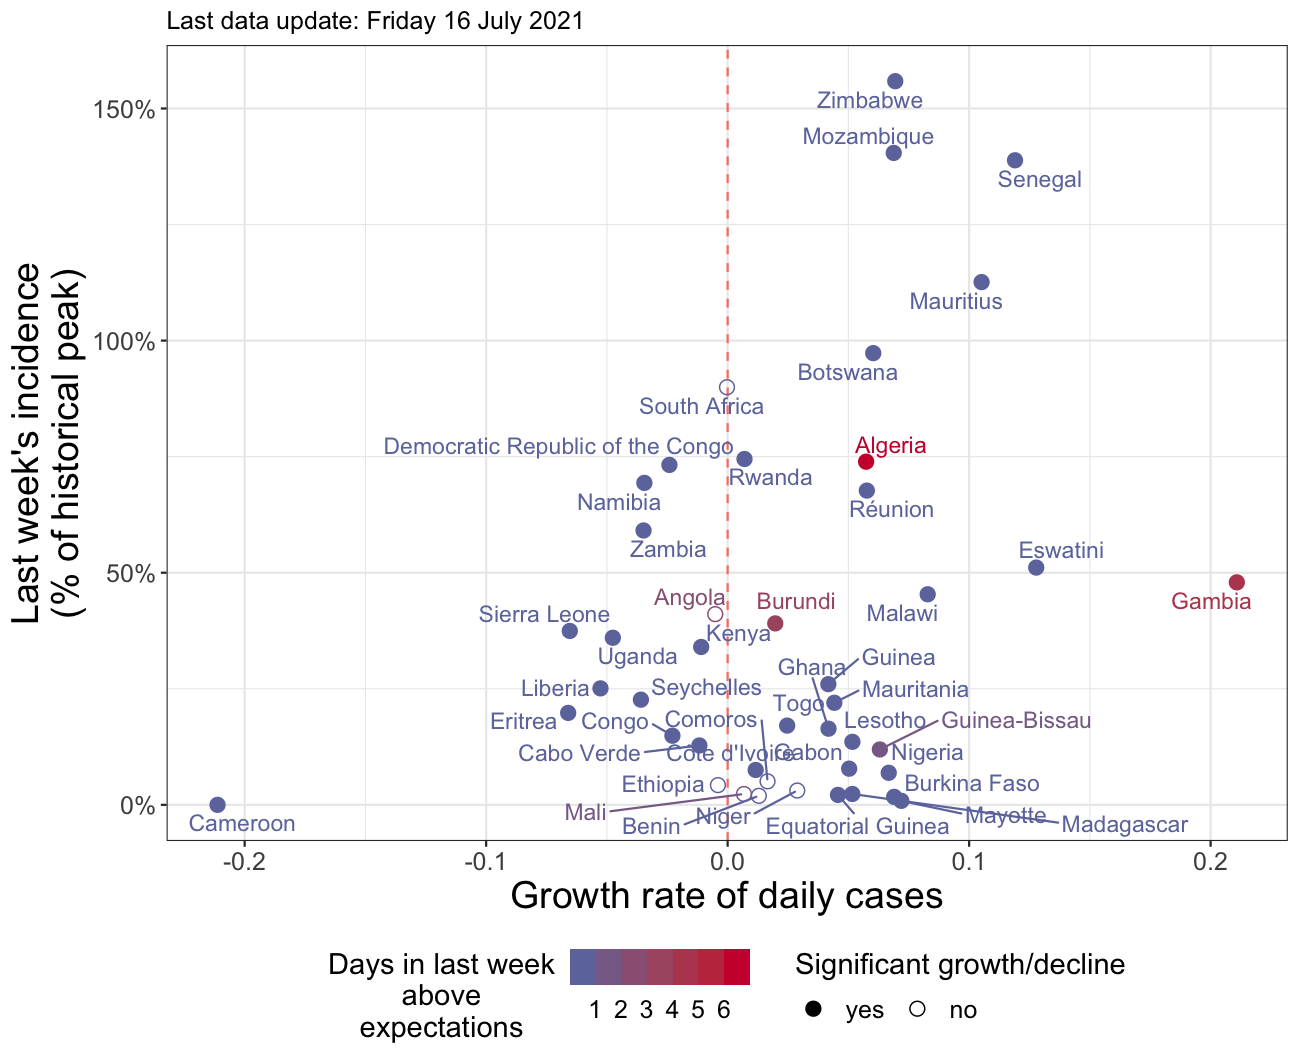 Last data update: Friday 16 July 2021
Last week's incidence
(% of historical peak)
150%
100%
50%
0%
Zimbabwe
Mozambique
Senegal
Mauritius
Botswana
South Africa
Democratic Republic of the Congo
Algeria
Rwanda
Namibia
Réunion
Zambia
Eswatini
Angola
Burundi
Gambia
Sierra Leone
Malawi
Kenya
Uganda
Ghana
Guinea
Liberia
Seychelles
Mauritania
Togo
Eritrea
Congo
Comoros
Lesotho
Guinea-Bissau
Cabo Verde
Côte d'Ivoire
Gabon
Nigeria
Ethiopia
Burkina Faso
Mali
Benin
Niger
Equatorial Guinea
Mayotte
Madagascar
Cameroon
-0.2
-0.1
0.0
0.1
0.2
Growth rate of daily cases
Days in last week
above
expectations
1 2 3 4 5 6
Significant growth/decline
yes
no